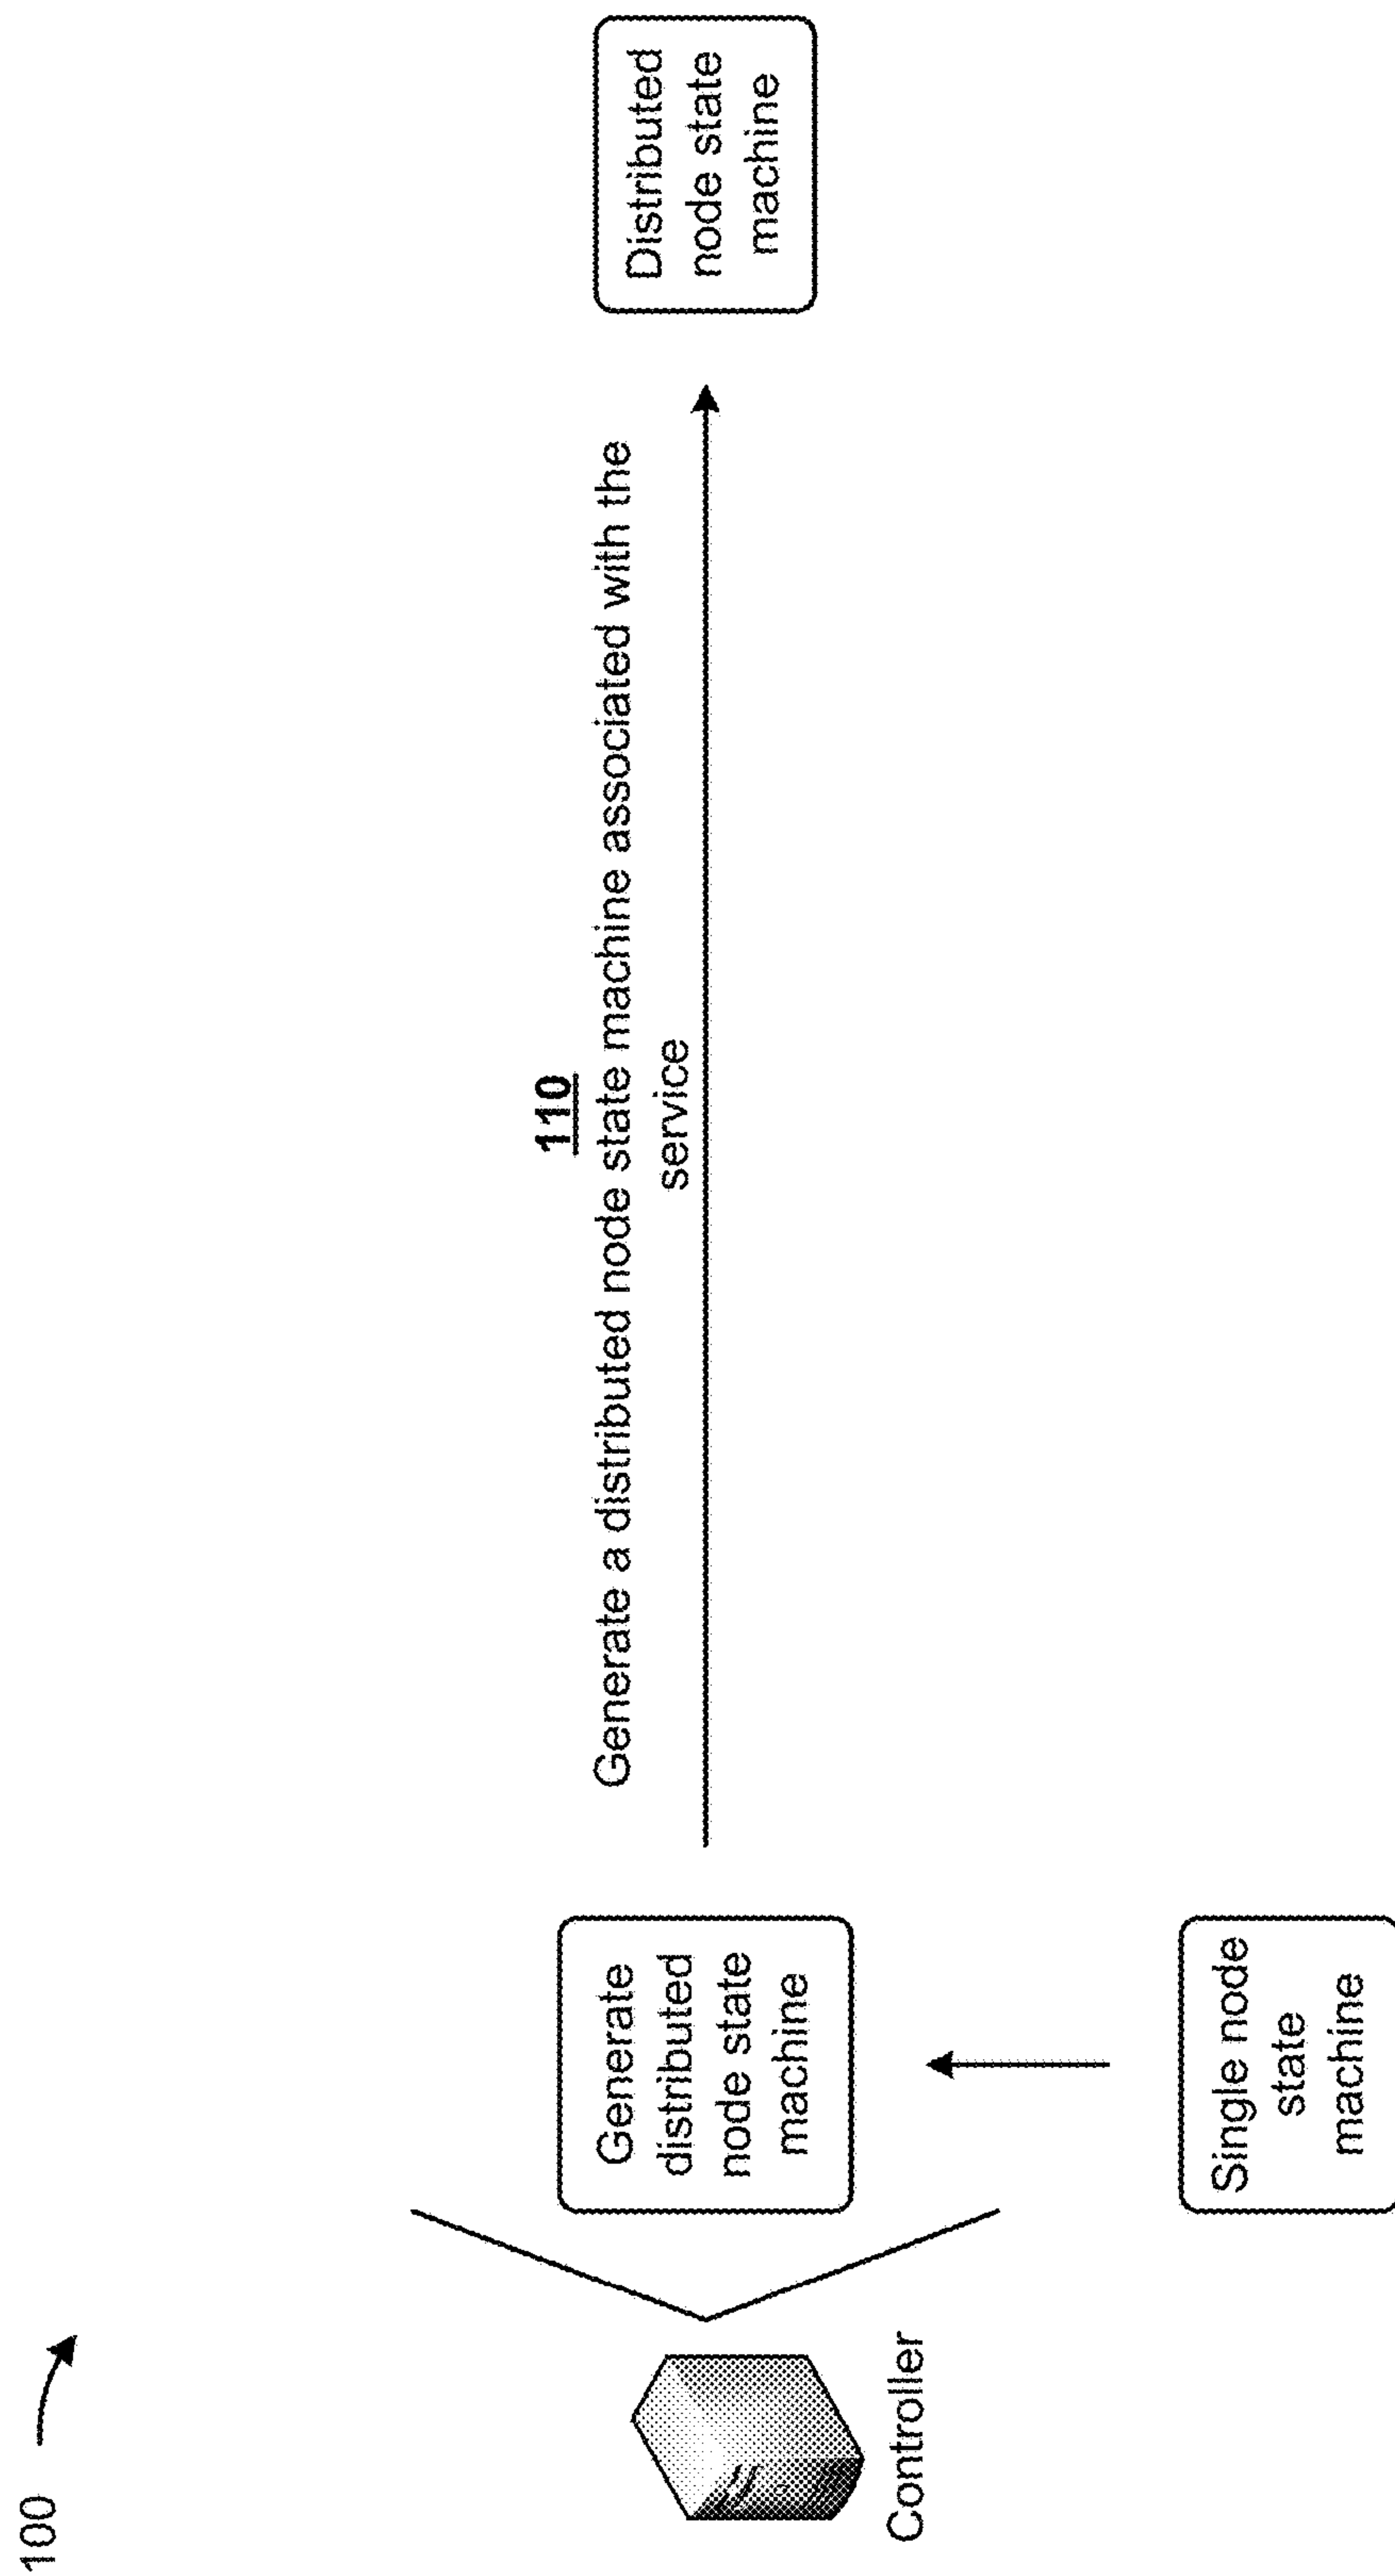 100
110
Generate a distributed node state machine associated with the
service
Controller
Generate
distributed
node state
machine
Distributed
node state
machine
Single node
state
machine